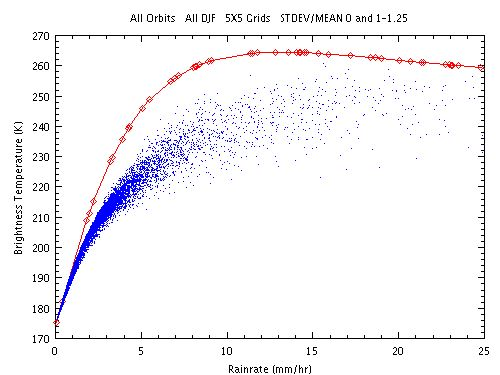 All Orbits All DJF 5X5 Grids STDEV/MEAN 0 and 1-1.25
270
260
250
240
230
220
210
200
190
180
170
Brightness Temperature (K)
0 5 10 15 20 25
Rainrate (mm/hr)